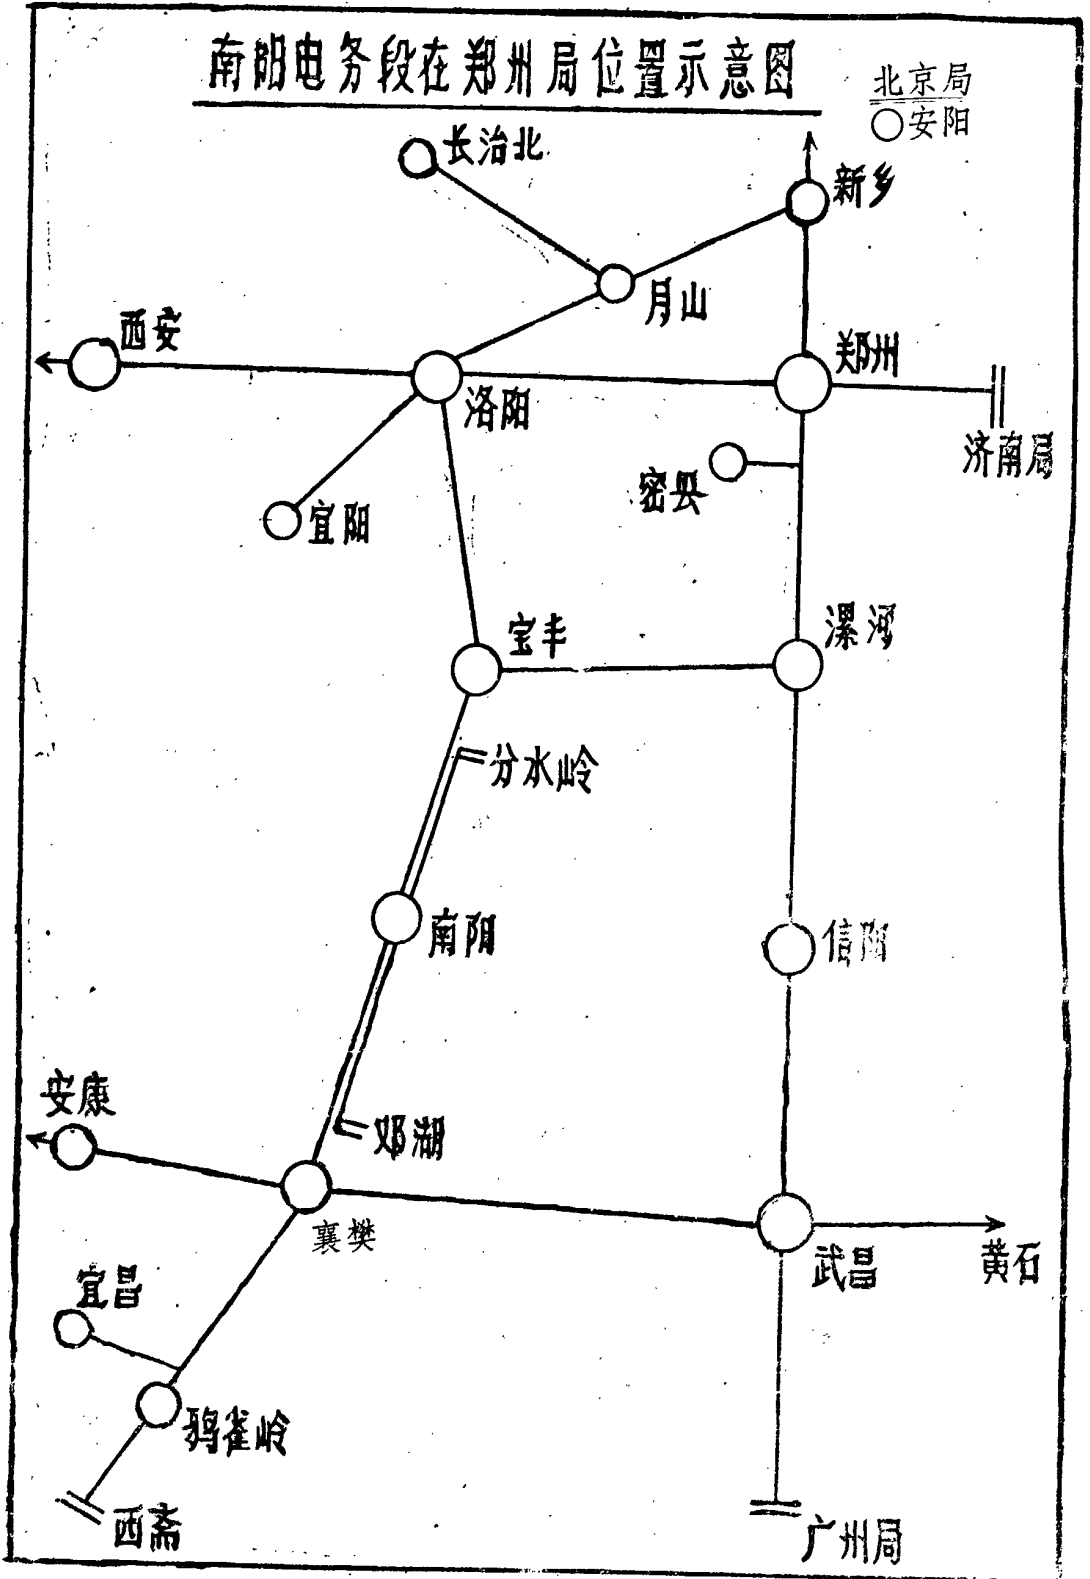 南阳电务段在郑州局位置示意图
北京局
安阳
长治北
新乡
月山
西安
郑州
洛阳
济南局
密县
宜阳
宝丰
漯河
分水岭
南阳
信阳
安康
邓湖
襄樊
武昌
黄石
宜昌
鸦雀岭
西斋
广州局